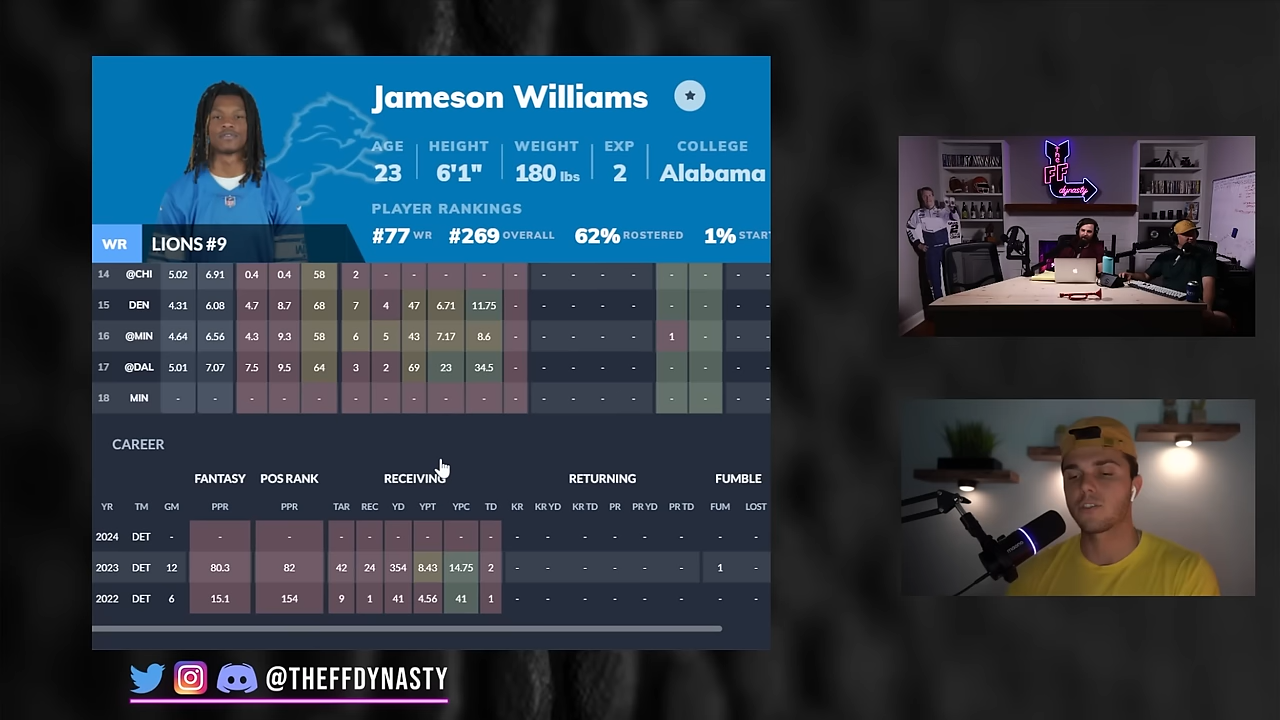 Jameson Williams
AGE HEIGHT WEIGHT EXP COLLEGE
23 6'1" 180 lbs 2 Alabama
PLAYER RANKINGS
#77 WR #269 OVERALL 62% ROSTERED 1% STAR
WR LIONS #9
14 @CHI 5.02 6.91 0.4 0.4 58 2 - - - - - - - - - - - - -
15 DEN 4.31 6.08 4.7 8.7 68 7 4 47 6.71 11.75 - - - - - - - - -
16 @MIN 4.64 6.56 4.3 9.3 58 6 5 43 7.17 8.6 - - - - - 1 - - -
17 @DAL 5.01 7.07 7.5 9.5 64 3 2 69 23 34.5 - - - - - - - - -
18 MIN - - - - - - - - - - - - - - - - - - -
CAREER
FANTASY POS RANK RECEIVING RETURNING FUMBLE
YR TM GM PPR PPR TAR REC YD YPT YPC TD KR KR YD KR TD PR PR YD PR TD FUM LOST
2024 DET - - - - - - - - - - - - - - - - -
2023 DET 12 80.3 82 42 24 354 8.43 14.75 2 - - - - - - 1 -
2022 DET 6 15.1 154 9 1 41 4.56 41 1 - - - - - - - -
@THEFFDYNASTY
The
FF
dynasty